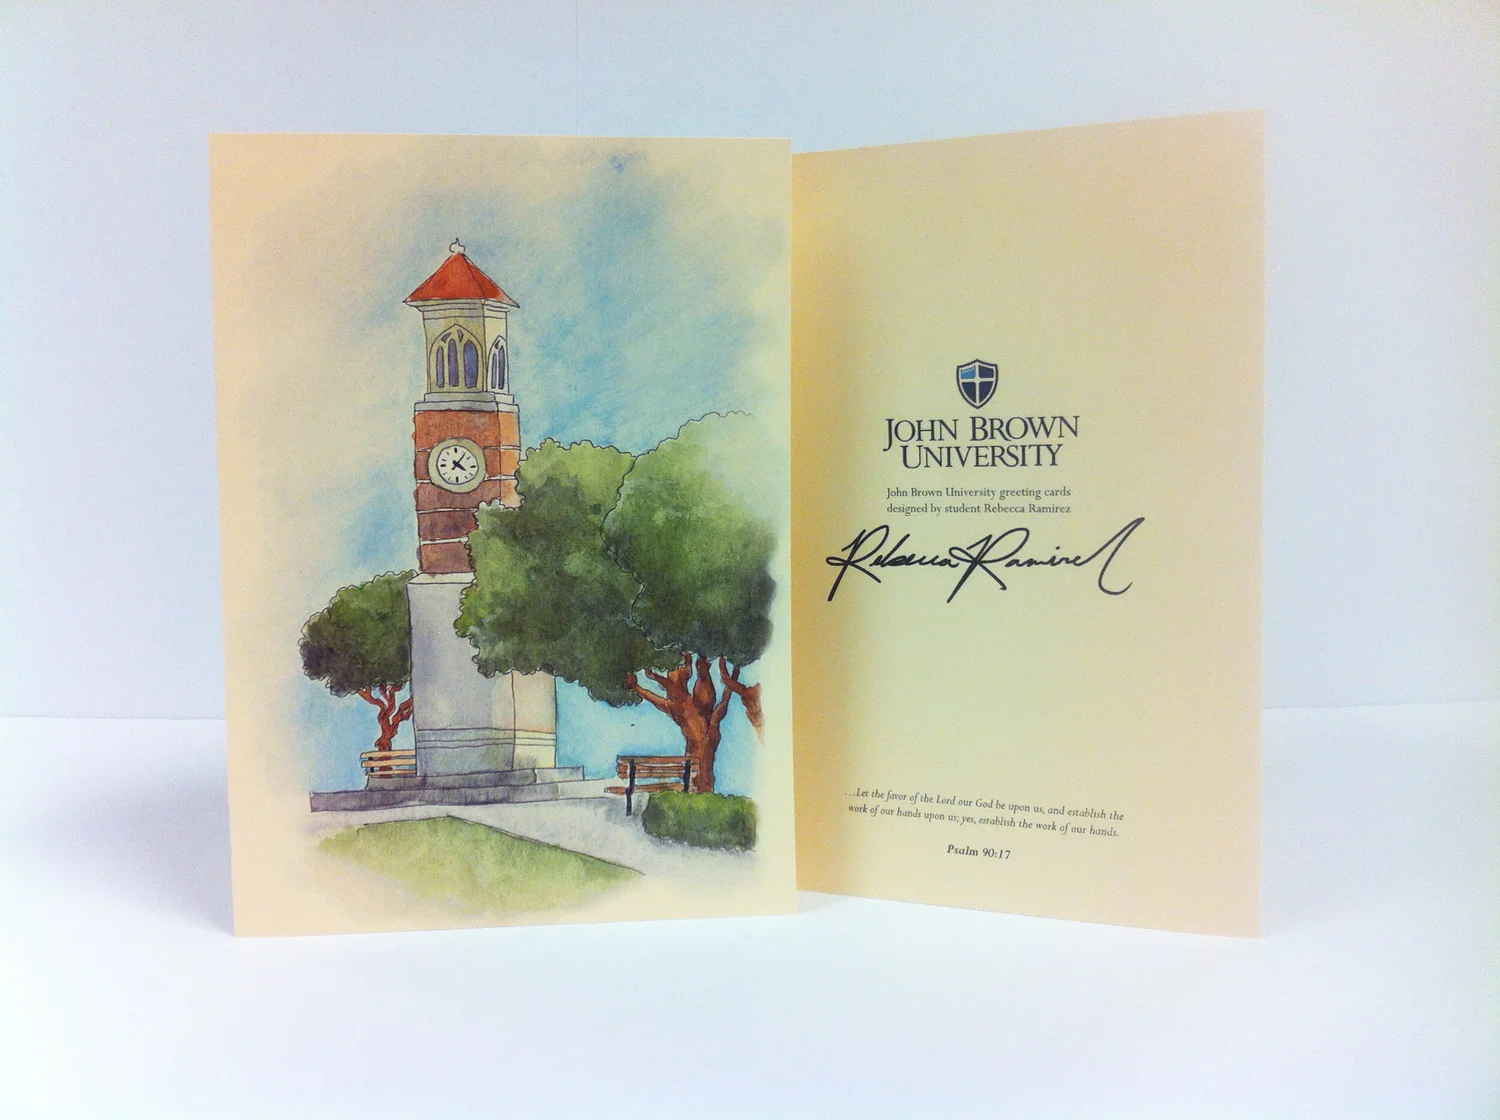 JOHN BROWN
UNIVERSITY
John Brown University greeting cards
designed by student Rebecca Ramirez
Rebecca Ramirez
...Let the favor of the Lord our God be upon us, and establish the
work of our hands upon us; yes, establish the work of our hands.
Psalm 90:17